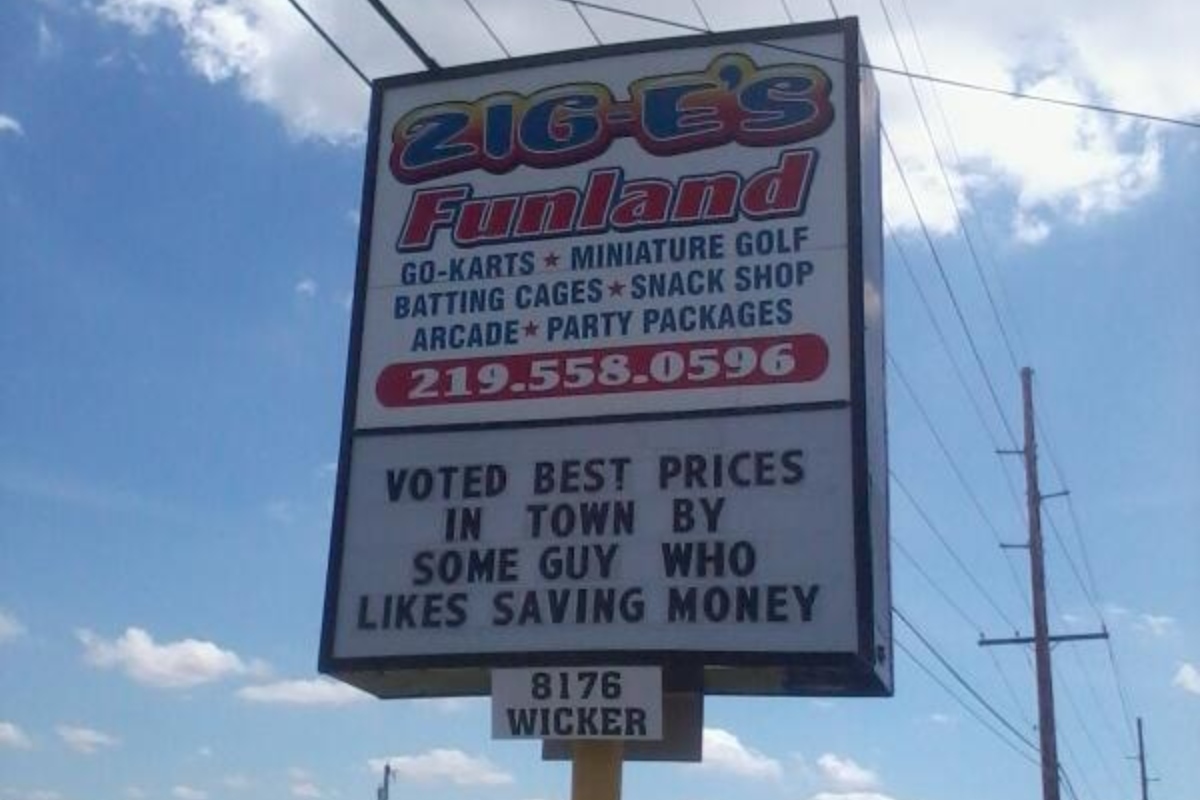 ZIG-E'S
Funland
GO-KARTS ★ MINIATURE GOLF
BATTING CAGES ★ SNACK SHOP
ARCADE ★ PARTY PACKAGES
219.558.0596
VOTED BEST PRICES
IN TOWN BY
SOME GUY WHO
LIKES SAVING MONEY
8176
WICKER